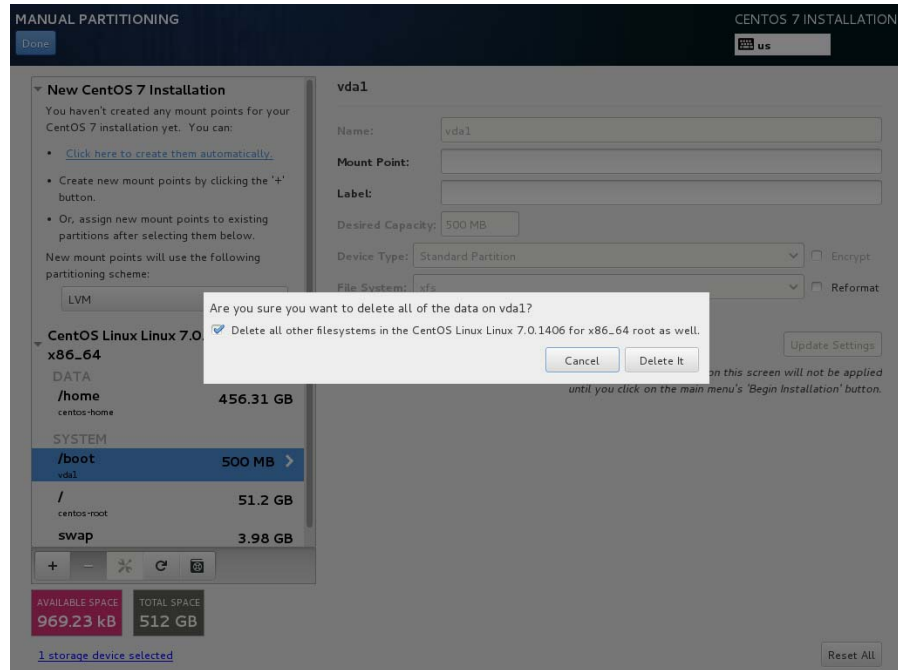 MANUAL PARTITIONING
CENTOS 7 INSTALLATION
Done
us
New CentOS 7 Installation
You haven't created any mount points for your
CentOS 7 installation yet. You can:
• Click here to create them automatically.
• Create new mount points by clicking the '+'
button.
• Or, assign new mount points to existing
partitions after selecting them below.
New mount points will use the following
partitioning scheme:
LVM
CentOS Linux Linux 7.0.
x86_64
DATA
/home
456.31 GB
centos-home
SYSTEM
/boot
500 MB
vda1
/
51.2 GB
centos-root
swap
3.98 GB
+ −
AVAILABLE SPACE
969.23 kB
TOTAL SPACE
512 GB
1 storage device selected
vda1
Name: vda1
Mount Point:
Label:
Desired Capacity: 500 MB
Device Type: Standard Partition
Encrypt
File System: xfs
Reformat
Are you sure you want to delete all of the data on vda1?
Delete all other filesystems in the CentOS Linux Linux 7.0.1406 for x86_64 root as well.
Cancel
Delete It
Update Settings
on this screen will not be applied
until you click on the main menu's 'Begin Installation' button.
Reset All